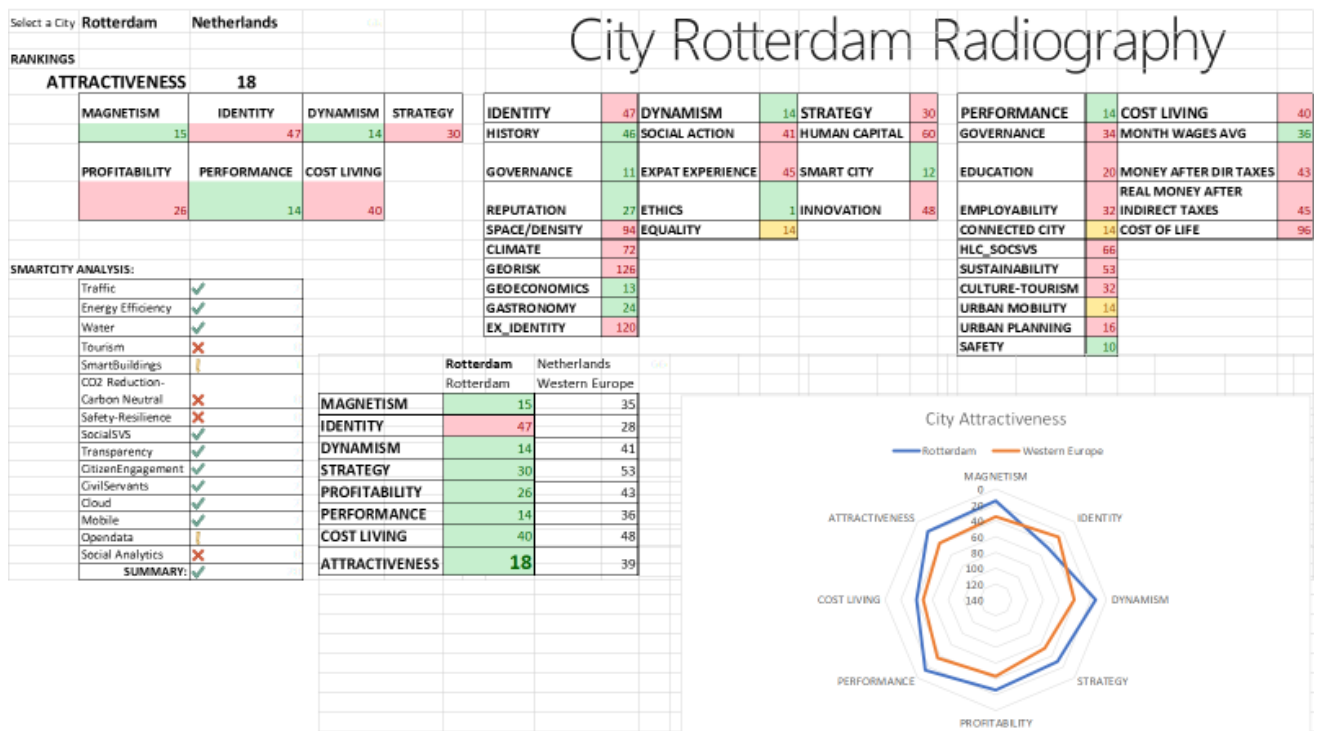 Select a City Rotterdam Netherlands
City Rotterdam Radiography
RANKINGS
ATTRACTIVENESS 18
MAGNETISM IDENTITY DYNAMISM STRATEGY
15 47 14 30
PROFITABILITY PERFORMANCE COST LIVING
26 14 40
IDENTITY 47 DYNAMISM 14 STRATEGY 30
HISTORY 46 SOCIAL ACTION 41 HUMAN CAPITAL 60
GOVERNANCE 11 EXPAT EXPERIENCE 45 SMART CITY 12
REPUTATION 27 ETHICS 1 INNOVATION 48
SPACE/DENSITY 94 EQUALITY 14
CLIMATE 72
GEORISK 126
GEOECONOMICS 13
GASTRONOMY 24
EX_IDENTITY 120
PERFORMANCE 14 COST LIVING 40
GOVERNANCE 34 MONTH WAGES AVG 36
EDUCATION 20 MONEY AFTER DIR TAXES 43
REAL MONEY AFTER
EMPLOYABILITY 32 INDIRECT TAXES 45
CONNECTED CITY 14 COST OF LIFE 96
HLC_SOCSVS 66
SUSTAINABILITY 53
CULTURE-TOURISM 32
URBAN MOBILITY 14
URBAN PLANNING 16
SAFETY 10
SMARTCITY ANALYSIS:
Traffic
Energy Efficiency
Water
Tourism
SmartBuildings
CO2 Reduction-
Carbon Neutral
Safety-Resilience
SocialSVS
Transparency
CitizenEngagement
CivilServants
Cloud
Mobile
Opendata
Social Analytics
SUMMARY:
Rotterdam Netherlands
Rotterdam Western Europe
MAGNETISM 15 35
IDENTITY 47 28
DYNAMISM 14 41
STRATEGY 30 53
PROFITABILITY 26 43
PERFORMANCE 14 36
COST LIVING 40 48
ATTRACTIVENESS 18 39
City Attractiveness
Rotterdam Western Europe
MAGNETISM
0
20
ATTRACTIVENESS 40 IDENTITY
60
80
100
120
COST LIVING 140 DYNAMISM
PERFORMANCE STRATEGY
PROFITABILITY